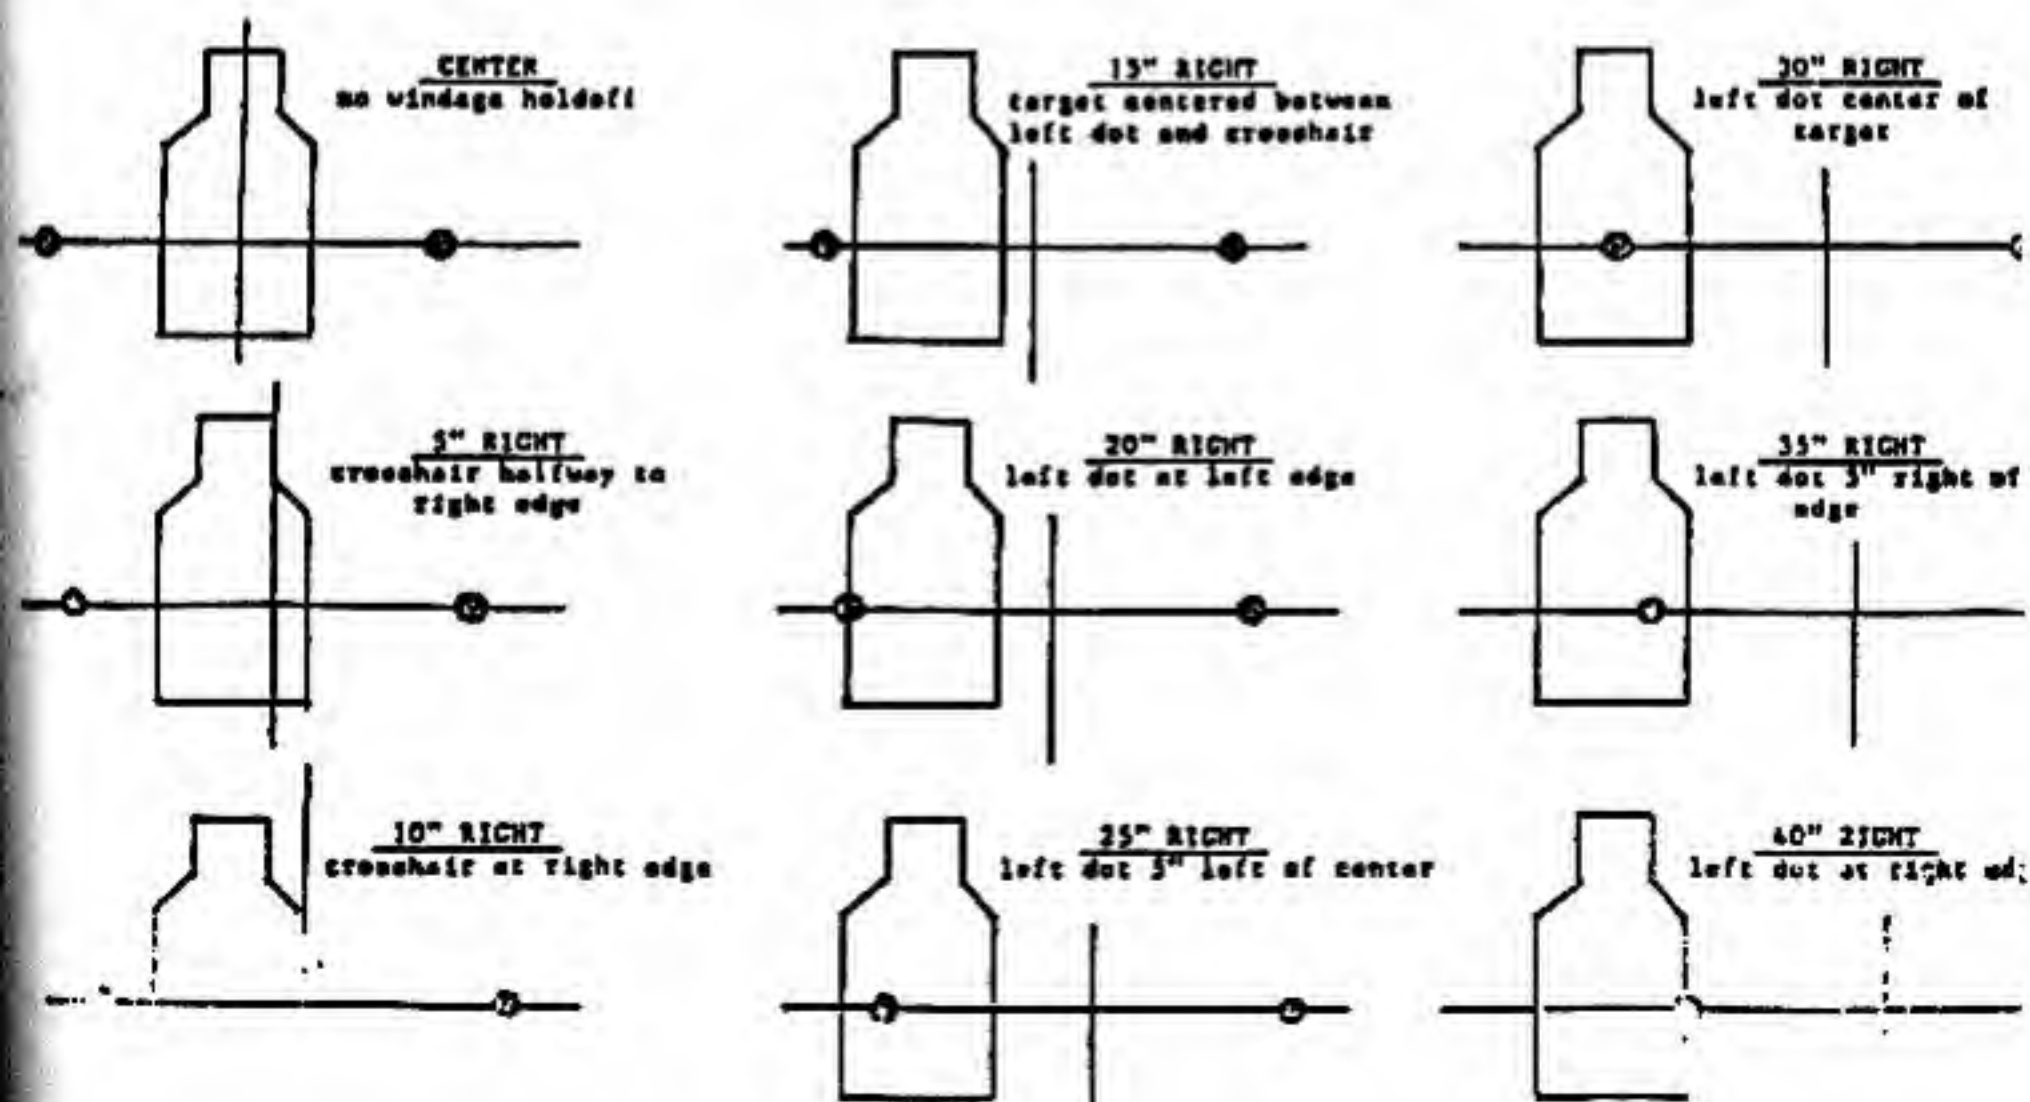 CENTER
no windage holdoff
15" RIGHT
target centered between
left dot and crosshair
30" RIGHT
left dot center of
target
5" RIGHT
crosshair halfway to
right edge
20" RIGHT
left dot at left edge
35" RIGHT
left dot 5" right of
edge
10" RIGHT
crosshair at right edge
25" RIGHT
left dot 5" left of center
40" RIGHT
left dot at right